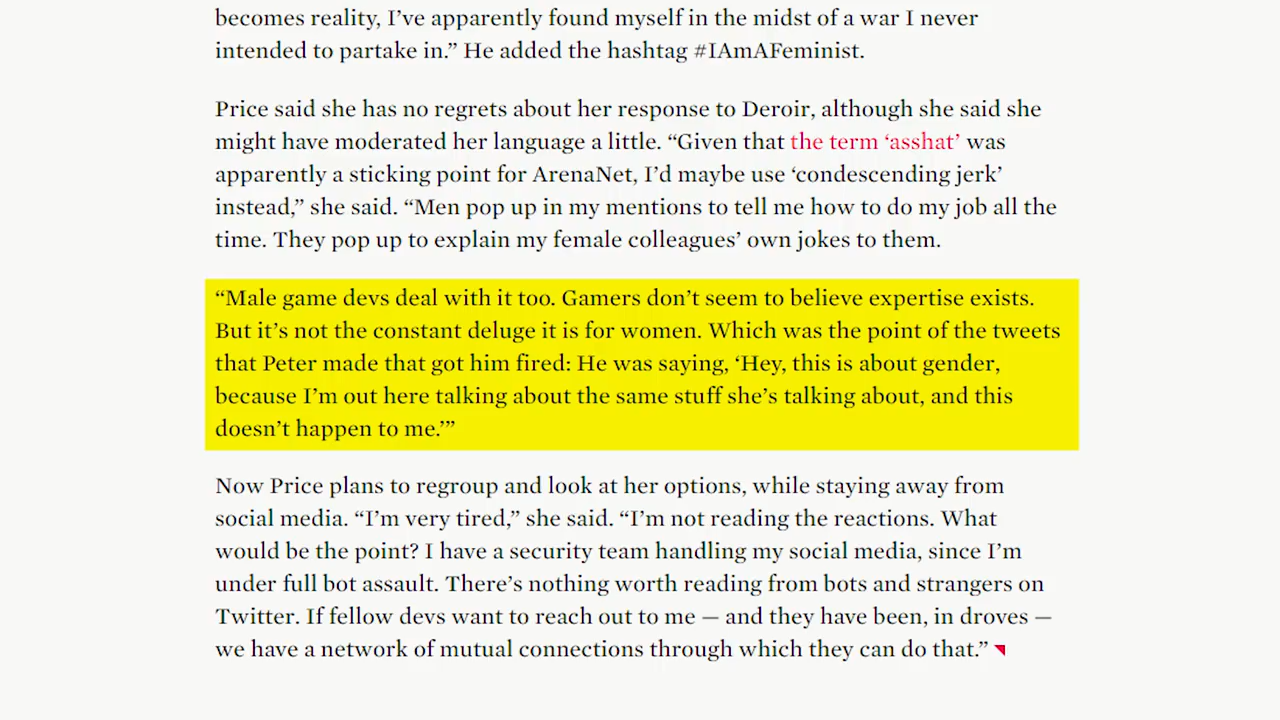 becomes reality, I’ve apparently found myself in the midst of a war I never
intended to partake in.” He added the hashtag #IAmAFeminist.
Price said she has no regrets about her response to Deroir, although she said she
might have moderated her language a little. “Given that the term ‘asshat’ was
apparently a sticking point for ArenaNet, I’d maybe use ‘condescending jerk’
instead,” she said. “Men pop up in my mentions to tell me how to do my job all the
time. They pop up to explain my female colleagues’ own jokes to them.
“Male game devs deal with it too. Gamers don’t seem to believe expertise exists.
But it’s not the constant deluge it is for women. Which was the point of the tweets
that Peter made that got him fired: He was saying, ‘Hey, this is about gender,
because I’m out here talking about the same stuff she’s talking about, and this
doesn’t happen to me.’”
Now Price plans to regroup and look at her options, while staying away from
social media. “I’m very tired,” she said. “I’m not reading the reactions. What
would be the point? I have a security team handling my social media, since I’m
under full bot assault. There’s nothing worth reading from bots and strangers on
Twitter. If fellow devs want to reach out to me — and they have been, in droves —
we have a network of mutual connections through which they can do that.”